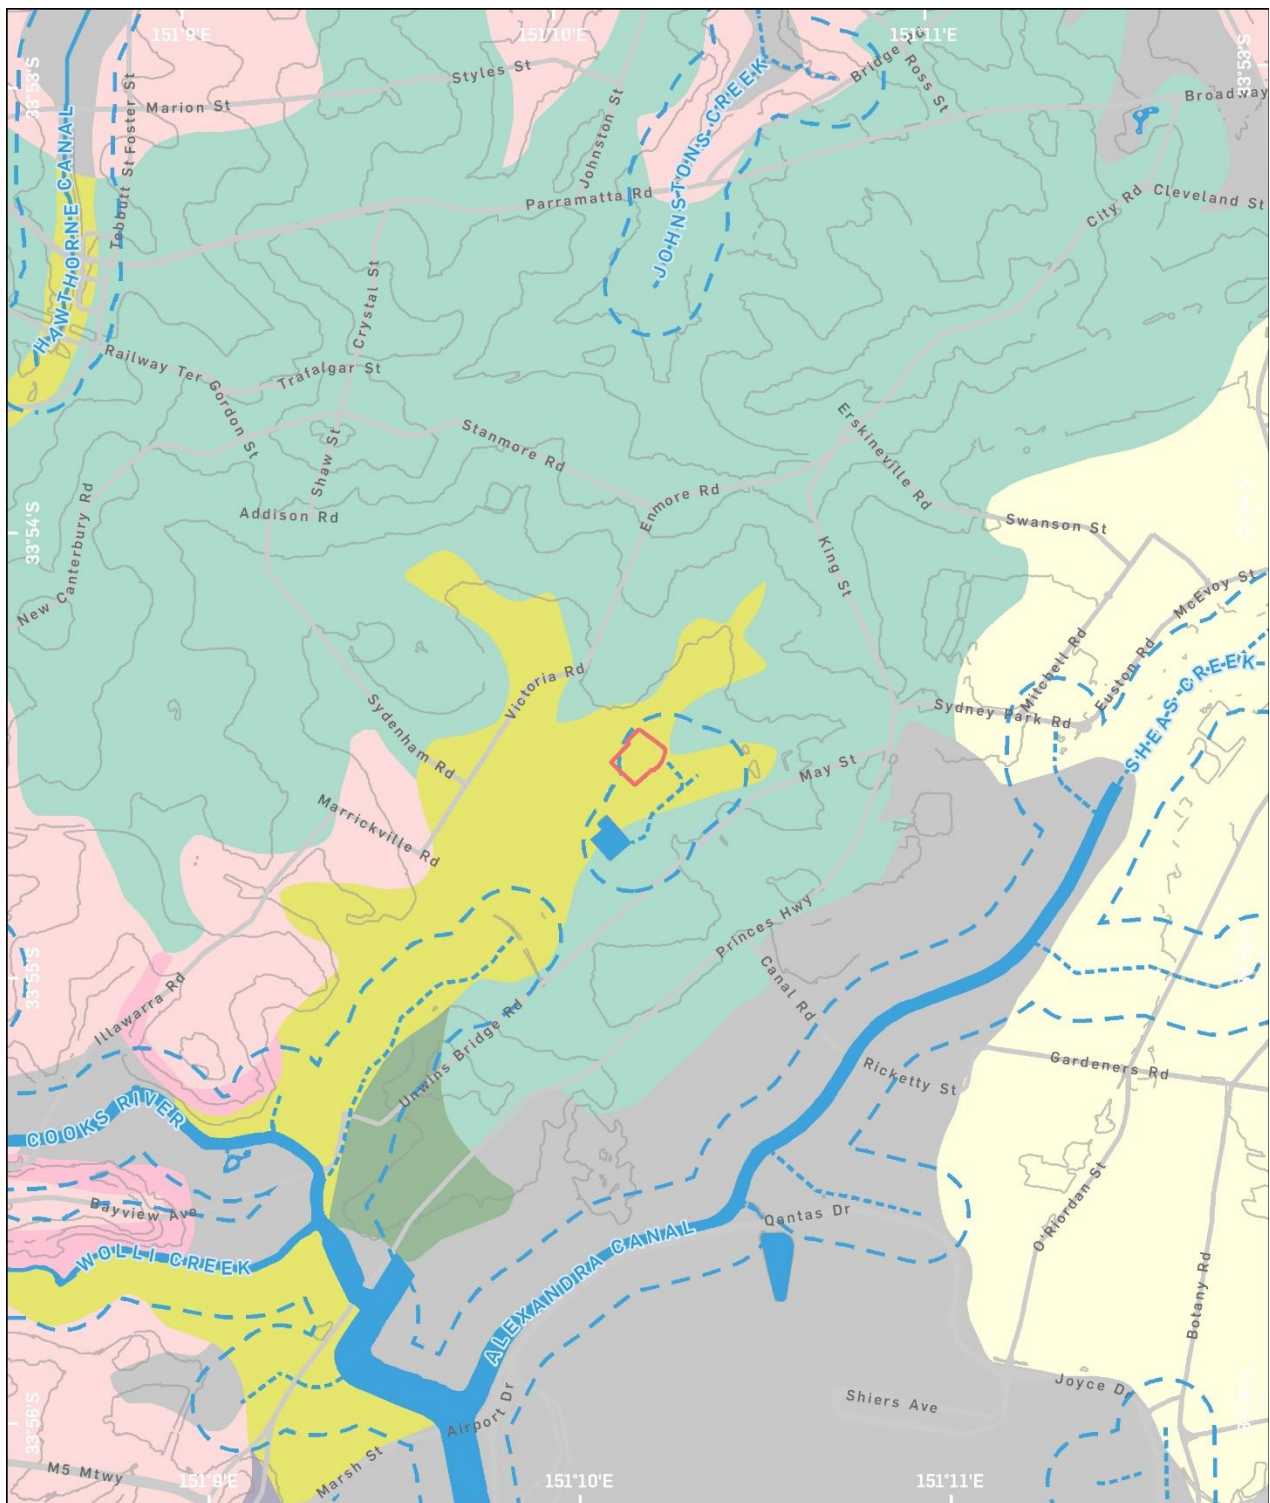 151°9'E
151°10'E
151°11'E
33°53'S
33°53'S
Styles St
Bridge Rd
Ross St
Marion St
Broadway
Foster St
Tebbutt St
HAWTHORNE CANAL
Johnston St
JOHNSTONS CREEK
Parramatta Rd
City Rd
Cleveland St
Crystal St
Railway Ter
Trafalgar St
Gordon St
Shaw St
Stanmore Rd
Erskineville Rd
Enmore Rd
Addison Rd
New Canterbury Rd
33°54'S
Swanson St
King St
McEvoy St
Mitchell Rd
Euston Rd
SHEAS CREEK
Victoria Rd
Sydenham Rd
Sydney Park Rd
May St
Marrickville Rd
Princes Hwy
Canal Rd
33°55'S
Illawarra Rd
Unwins Bridge Rd
Ricketty St
Gardeners Rd
COOKS RIVER
Bayview Ave
WOLLI CREEK
Qantas Dr
O'Riordan St
ALEXANDRA CANAL
Botany Rd
33°56'S
Shiers Ave
Joyce Dr
Airport Dr
Marsh St
M5 Mtwy
151°9'E
151°10'E
151°11'E